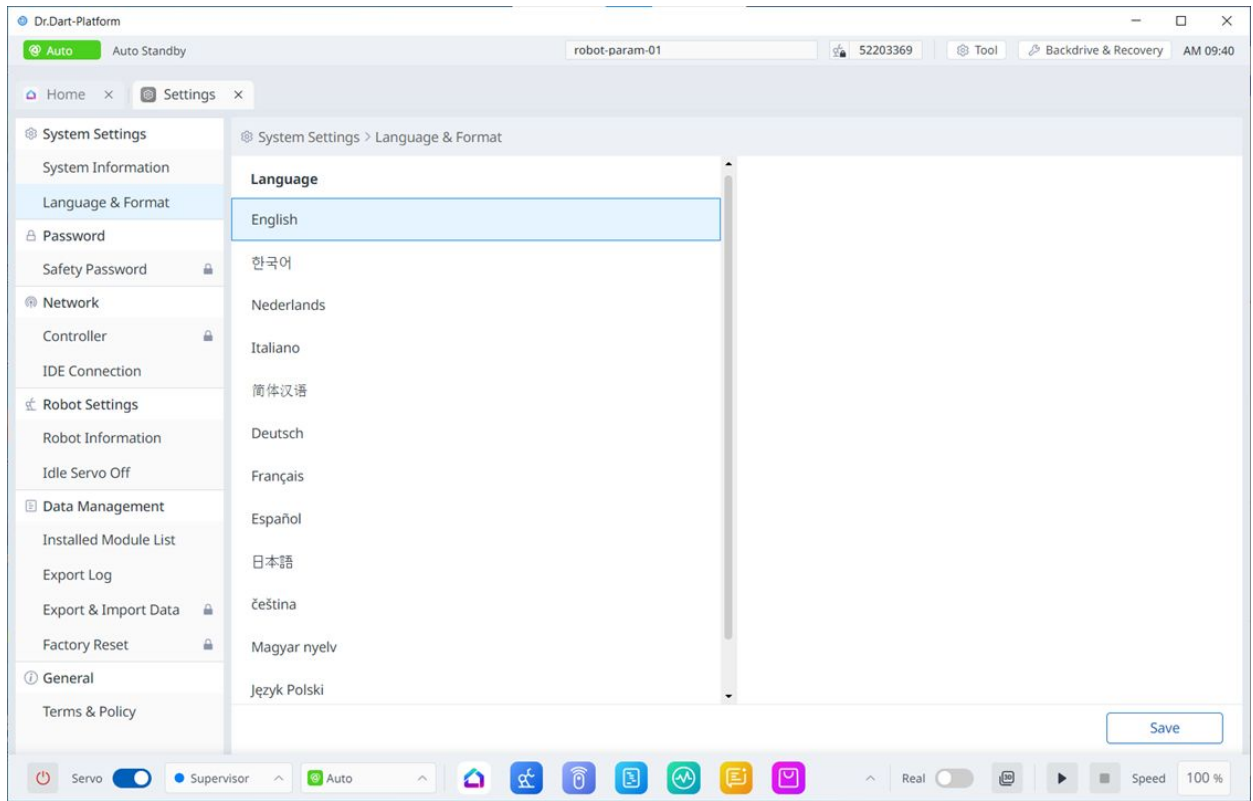 Dr.Dart-Platform
Auto
Auto Standby
robot-param-01
52203369
Tool
Backdrive & Recovery
AM 09:40
Home
Settings
System Settings
System Information
Language & Format
Password
Safety Password
Network
Controller
IDE Connection
Robot Settings
Robot Information
Idle Servo Off
Data Management
Installed Module List
Export Log
Export & Import Data
Factory Reset
General
Terms & Policy
System Settings > Language & Format
Language
English
한국어
Nederlands
Italiano
简体汉语
Deutsch
Français
Español
日本語
čeština
Magyar nyelv
Język Polski
Save
Servo
Supervisor
Auto
Real
3D
Speed
100 %